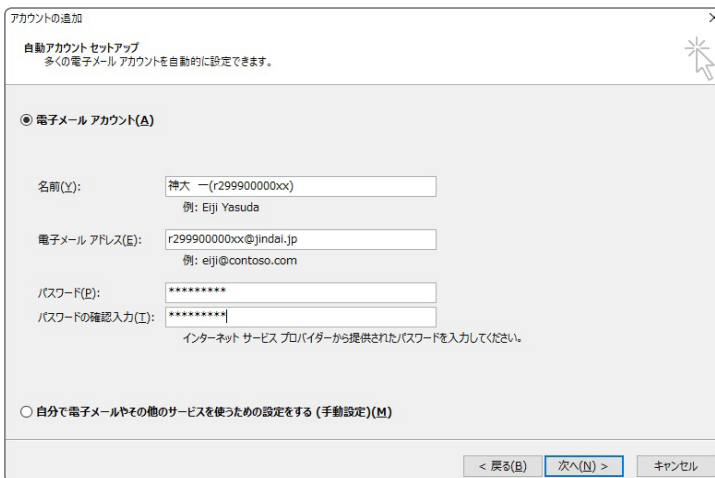 アカウントの追加
自動アカウント セットアップ
多くの電子メール アカウントを自動的に設定できます。
電子メール アカウント(A)
名前(Y): 神大 一(r299900000xx)
例: Eiji Yasuda
電子メール アドレス(E): r299900000xx@jindai.jp
例: eiji@contoso.com
パスワード(P): *********
パスワードの確認入力(T): *********
インターネット サービス プロバイダーから提供されたパスワードを入力してください。
自分で電子メールやその他のサービスを使うための設定をする (手動設定)(M)
< 戻る(B) 次へ(N) > キャンセル